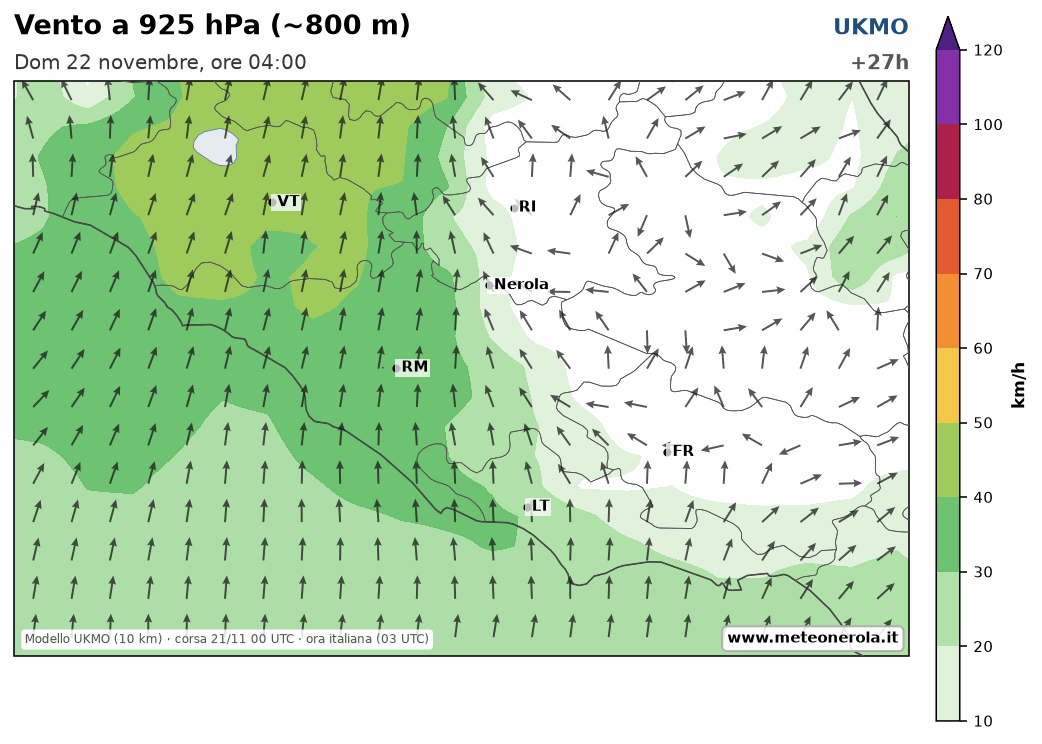 Vento a 925 hPa (~800 m)
UKMO
Dom 22 novembre, ore 04:00
+27h
120
100
80
70
60
50
40
30
20
10
km/h
VT
RI
Nerola
RM
FR
LT
Modello UKMO (10 km) · corsa 21/11 00 UTC · ora italiana (03 UTC)
www.meteonerola.it